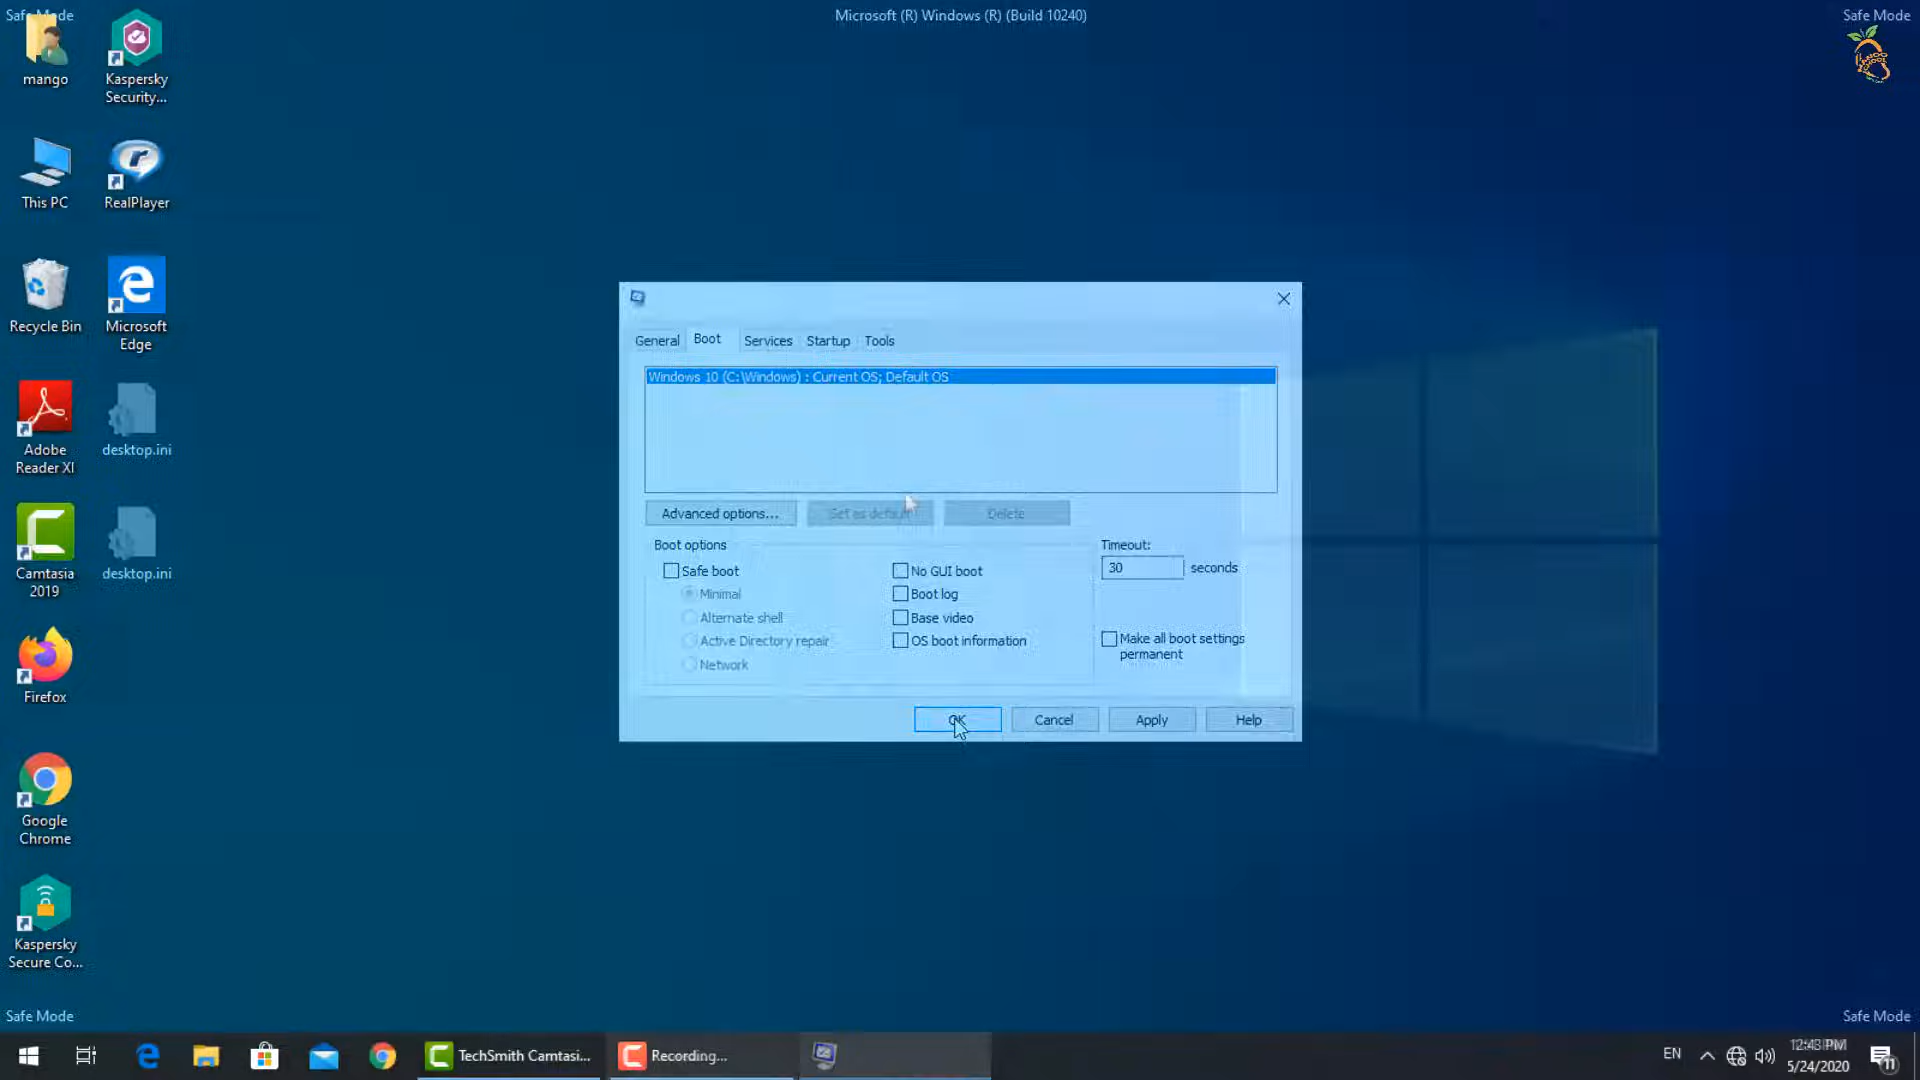 Safe Mode
Microsoft (R) Windows (R) (Build 10240)
Safe Mode
mango
Kaspersky
Security...
This PC
RealPlayer
Recycle Bin
Microsoft
Edge
Adobe
Reader XI
desktop.ini
Camtasia
2019
desktop.ini
Firefox
Google
Chrome
Kaspersky
Secure Co...
General
Boot
Services
Startup
Tools
Windows 10 (C:\Windows) : Current OS; Default OS
Advanced options...
Set as default
Delete
Boot options
Safe boot
Minimal
Alternate shell
Active Directory repair
Network
No GUI boot
Boot log
Base video
OS boot information
Timeout:
30 seconds
Make all boot settings
permanent
OK
Cancel
Apply
Help
Safe Mode
Safe Mode
TechSmith Camtasi...
Recording...
EN
12:43 PM
5/24/2020
11